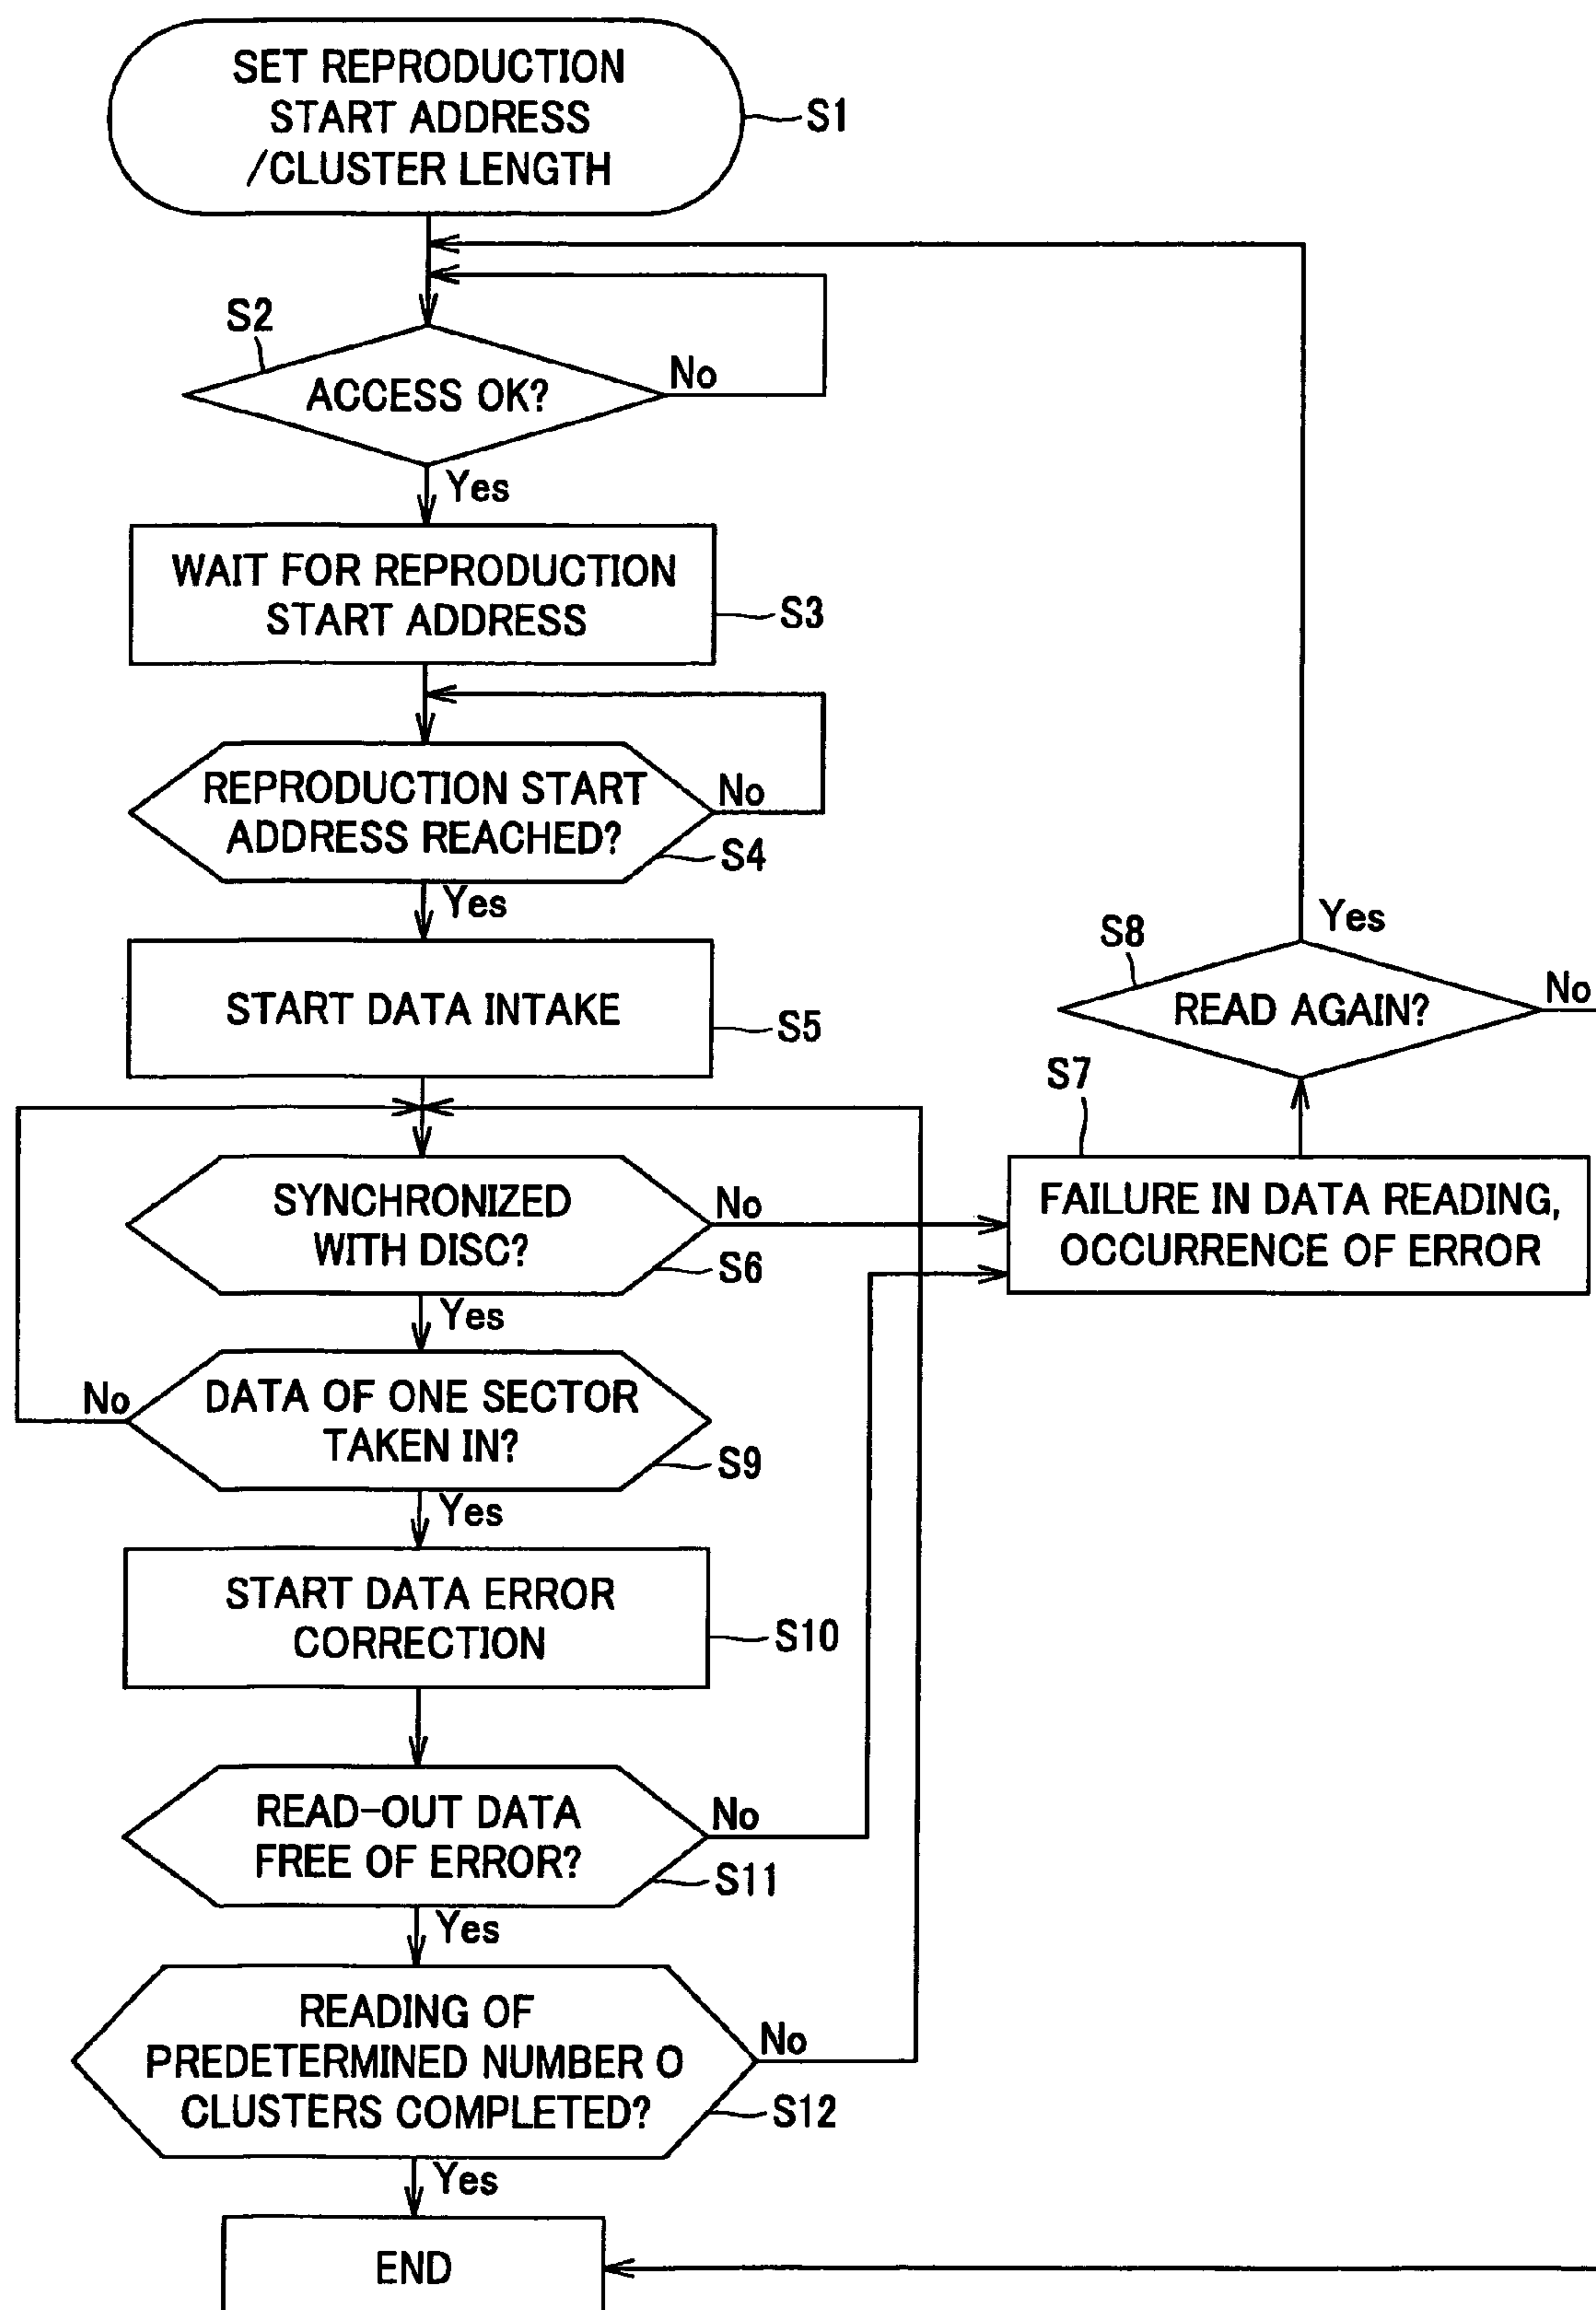 SET REPRODUCTION
START ADDRESS
/CLUSTER LENGTH
S1
S2
ACCESS OK?
No
Yes
WAIT FOR REPRODUCTION
START ADDRESS
S3
REPRODUCTION START
ADDRESS REACHED?
No
S4
Yes
START DATA INTAKE
S5
S8
Yes
READ AGAIN?
No
S7
FAILURE IN DATA READING,
OCCURRENCE OF ERROR
SYNCHRONIZED
WITH DISC?
No
S6
Yes
No
DATA OF ONE SECTOR
TAKEN IN?
S9
Yes
START DATA ERROR
CORRECTION
S10
READ-OUT DATA
FREE OF ERROR?
No
S11
Yes
READING OF
PREDETERMINED NUMBER O
CLUSTERS COMPLETED?
No
S12
Yes
END